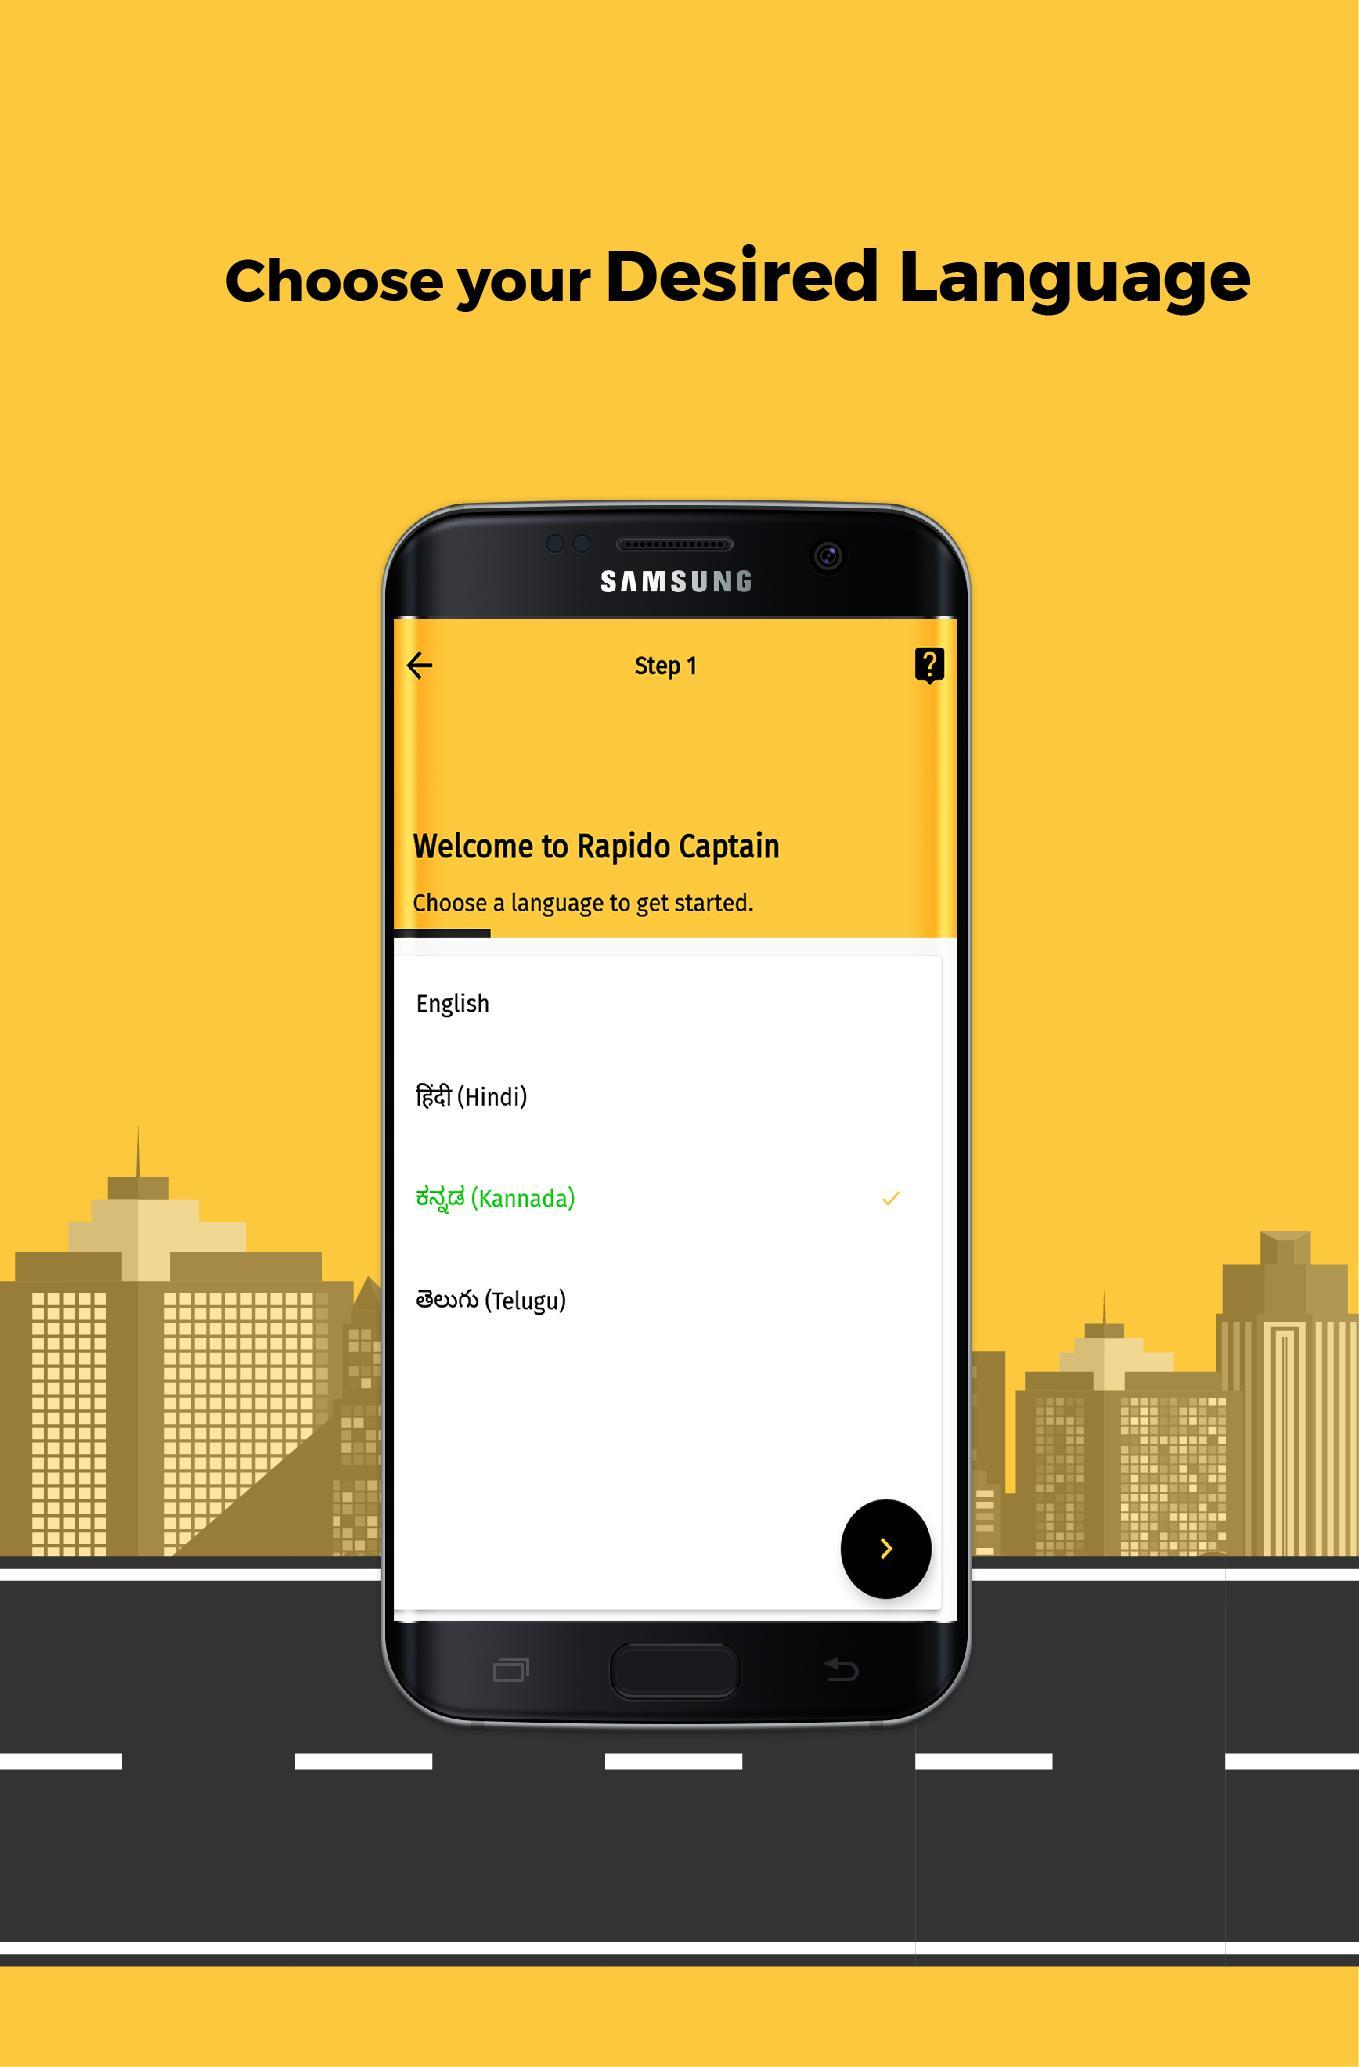 Choose your Desired Language
SAMSUNG
Step 1
Welcome to Rapido Captain
Choose a language to get started.
English
हिंदी (Hindi)
ಕನ್ನಡ (Kannada)
తెలుగు (Telugu)